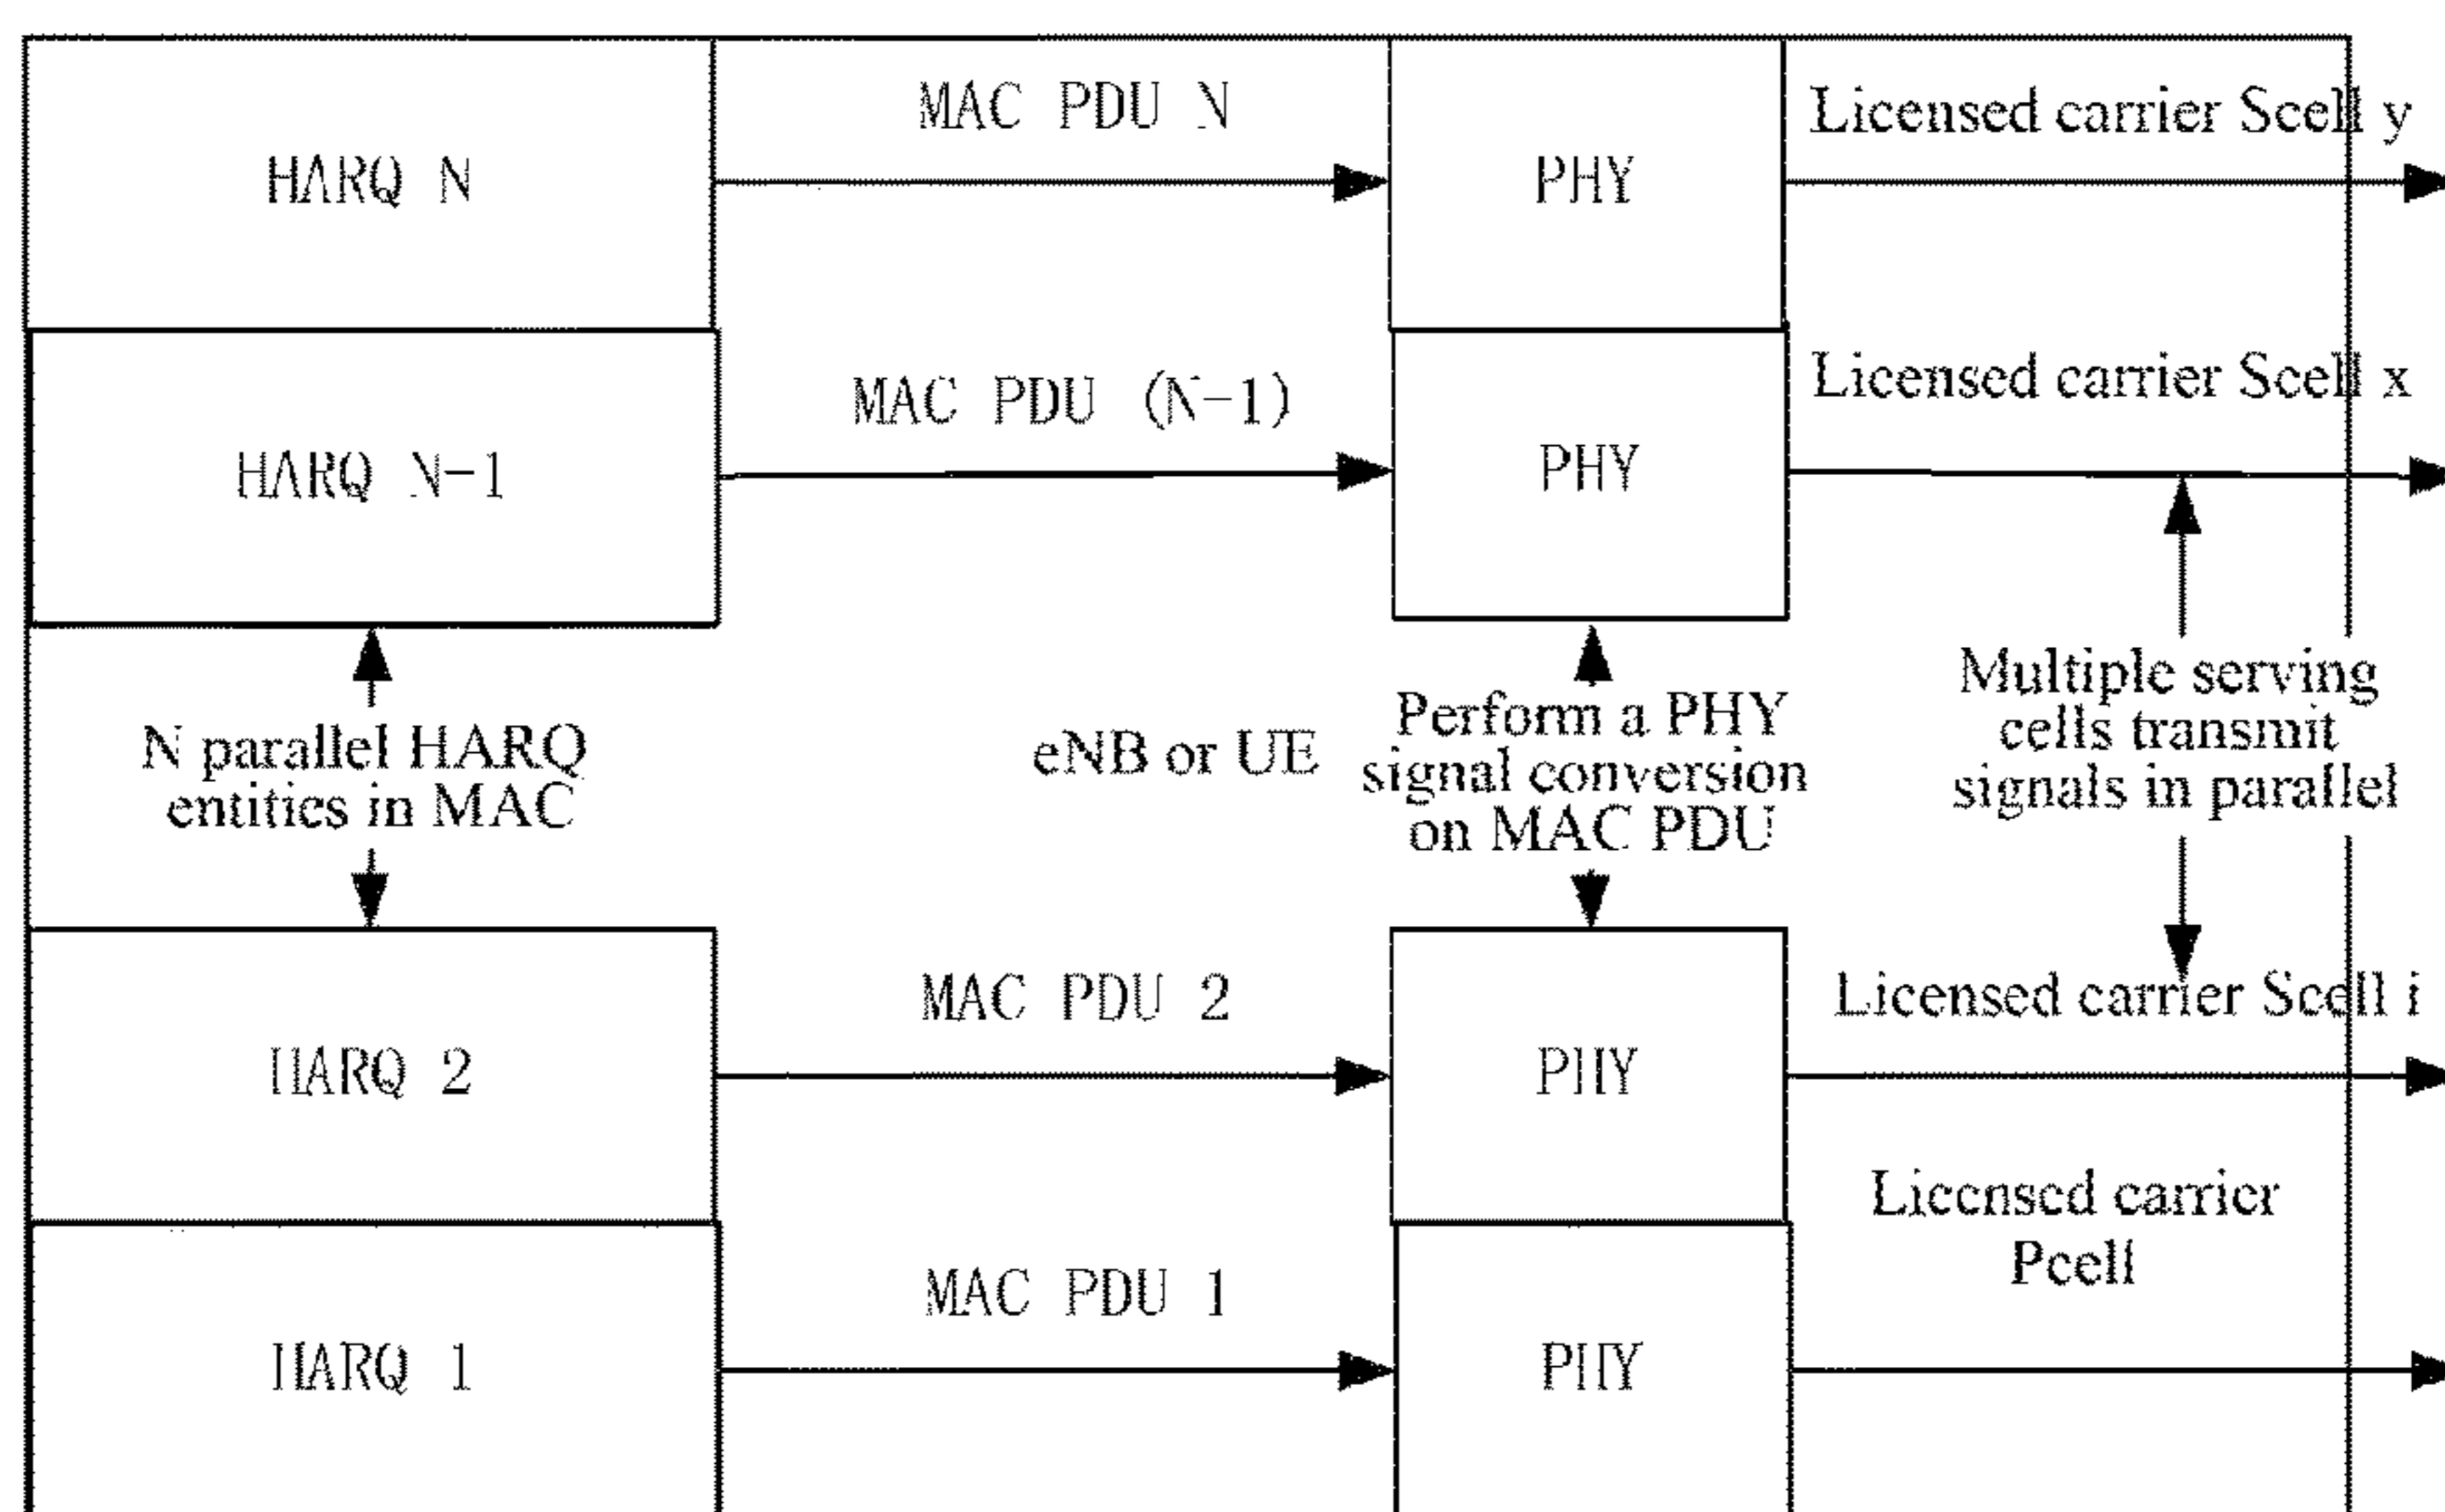 MAC PDU N
Licensed carrier Scell y
HARQ N
PHY
MAC PDU (N-1)
Licensed carrier Scell x
HARQ N-1
PHY
N parallel HARQ
entities in MAC
eNB or UE
Perform a PHY
signal conversion
on MAC PDU
Multiple serving
cells transmit
signals in parallel
MAC PDU 2
Licensed carrier Scell i
HARQ 2
PHY
Licensed carrier
Pcell
MAC PDU 1
HARQ 1
PHY